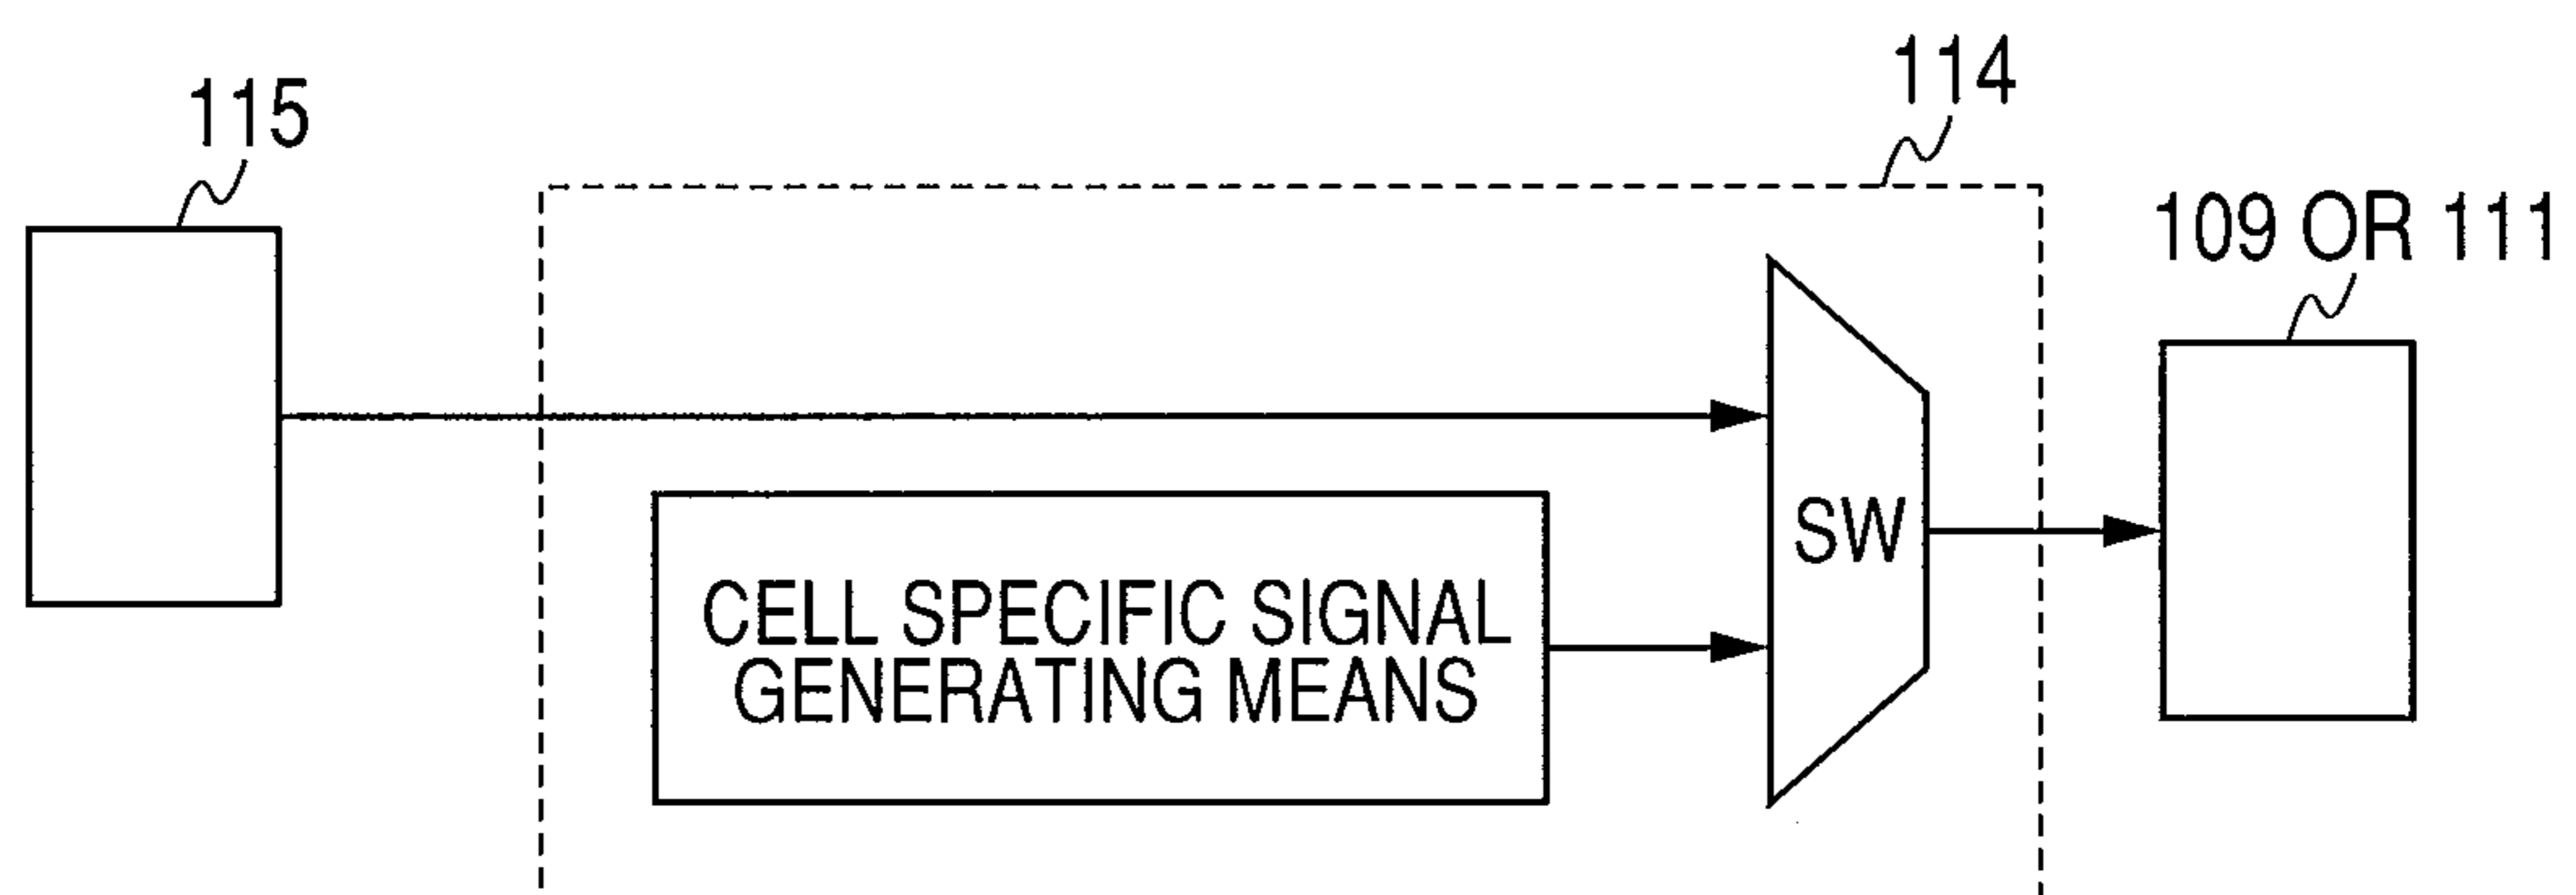 114
115
109 OR 111
SW
CELL SPECIFIC SIGNAL
GENERATING MEANS